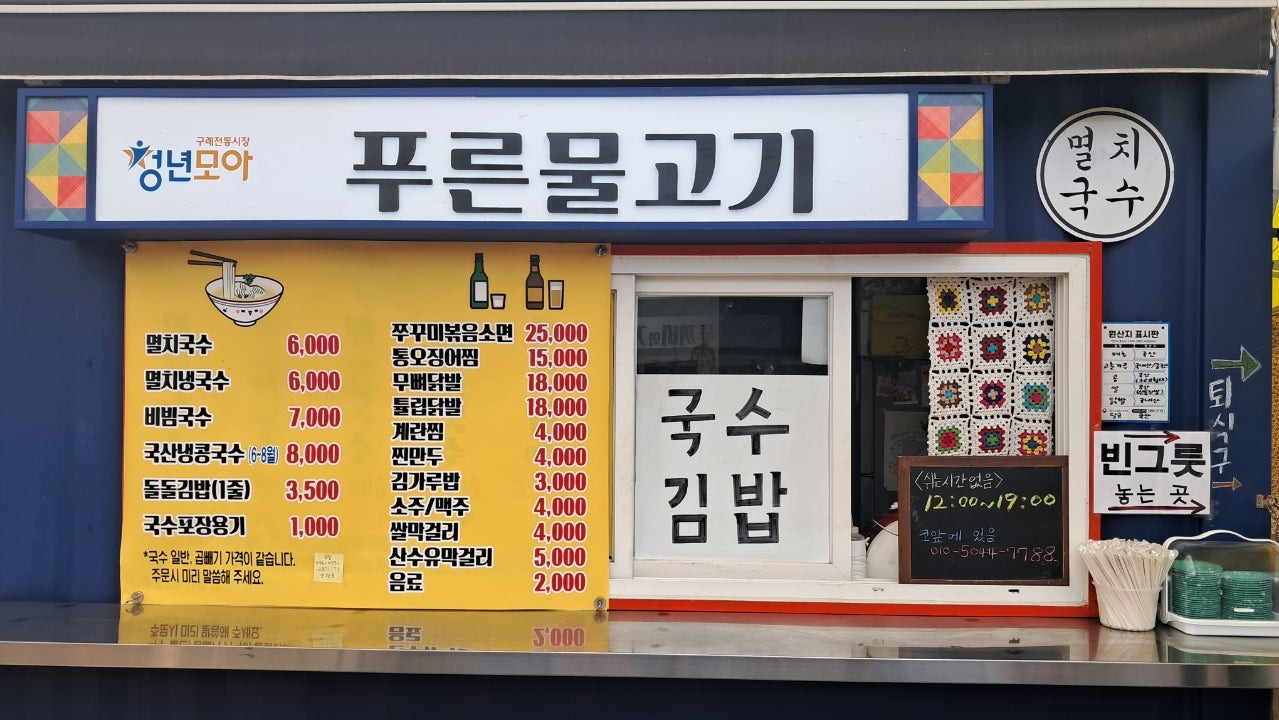 구례전통시장
청년모아
푸른물고기
멸치
국수
멸치국수 6,000
멸치냉국수 6,000
비빔국수 7,000
국산냉콩국수 (6~8월) 8,000
돌돌김밥(1줄) 3,500
국수포장용기 1,000
*국수 일반, 곱빼기 가격이 같습니다.
주문시 미리 말씀해 주세요.
쭈꾸미볶음소면 25,000
통오징어찜 15,000
무뼈닭발 18,000
튤립닭발 18,000
계란찜 4,000
찐만두 4,000
김가루밥 3,000
소주/맥주 4,000
쌀막걸리 4,000
산수유막걸리 5,000
음료 2,000
국수
김밥
<쉬는시간없음>
12:00~19:00
코앞에 있음
010-5044-7788
원산지 표시판
퇴식구
빈그릇
놓는 곳